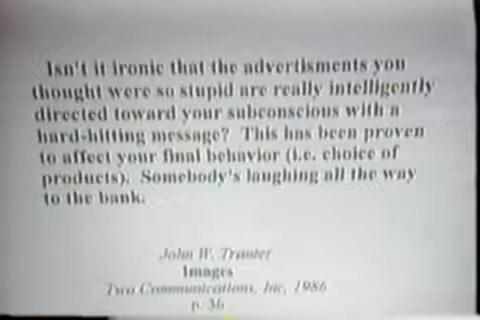 Isn't it ironic that the advertisments you
thought were so stupid are really intelligently
directed toward your subconscious with a
hard-hitting message? This has been proven
to affect your final behavior (i.e. choice of
products). Somebody's laughing all the way
to the bank.
John W. Tranter
Images
Two Communications, Inc, 1986
p. 36